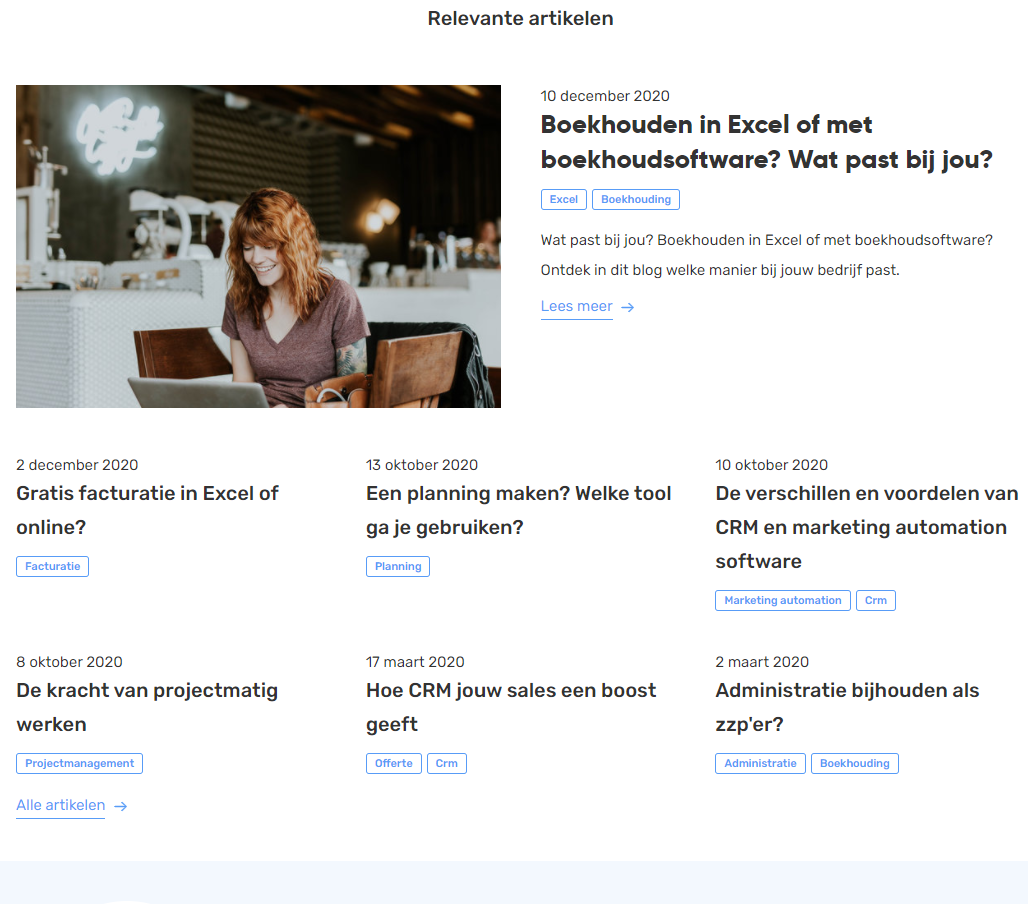 Relevante artikelen
10 december 2020
Boekhouden in Excel of met
boekhoudsoftware? Wat past bij jou?
Excel Boekhouding
Wat past bij jou? Boekhouden in Excel of met boekhoudsoftware?
Ontdek in dit blog welke manier bij jouw bedrijf past.
Lees meer →
2 december 2020
Gratis facturatie in Excel of
online?
Facturatie
13 oktober 2020
Een planning maken? Welke tool
ga je gebruiken?
Planning
10 oktober 2020
De verschillen en voordelen van
CRM en marketing automation
software
Marketing automation Crm
8 oktober 2020
De kracht van projectmatig
werken
Projectmanagement
17 maart 2020
Hoe CRM jouw sales een boost
geeft
Offerte Crm
2 maart 2020
Administratie bijhouden als
zzp'er?
Administratie Boekhouding
Alle artikelen →